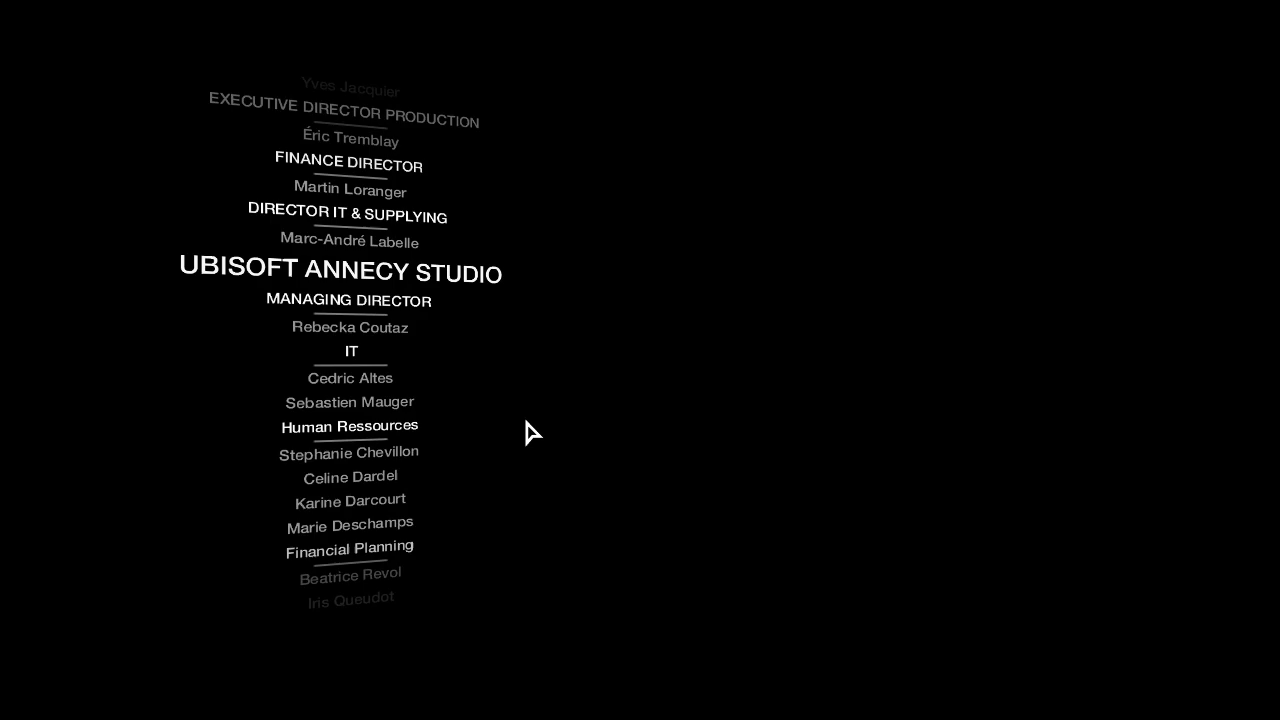 Yves Jacquier
EXECUTIVE DIRECTOR PRODUCTION
Éric Tremblay
FINANCE DIRECTOR
Martin Loranger
DIRECTOR IT & SUPPLYING
Marc-André Labelle
UBISOFT ANNECY STUDIO
MANAGING DIRECTOR
Rebecka Coutaz
IT
Cedric Altes
Sebastien Mauger
Human Ressources
Stephanie Chevillon
Celine Dardel
Karine Darcourt
Marie Deschamps
Financial Planning
Beatrice Revol
Iris Queudot